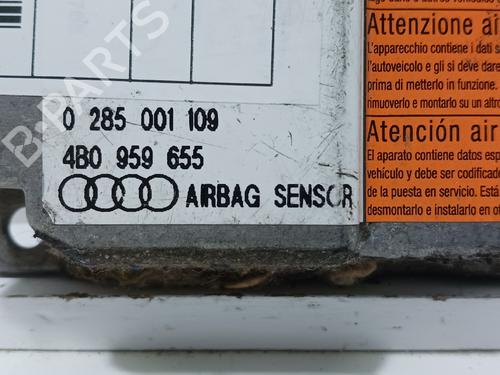 0 285 001 109
4B0 959 655
AIRBAG SENSOR
Attenzione air
L'apparecchio contiene i dati s
l'autoveicolo e gli si deve dare
prima di metterlo in funzione.
rimuoverlo e montarlo su un altro
Atención air
El aparato contiene datos esp
vehículo y debe ser codificado
de la puesta en servicio. Está
desmontarlo e instalarlo en ot
B-PARTS